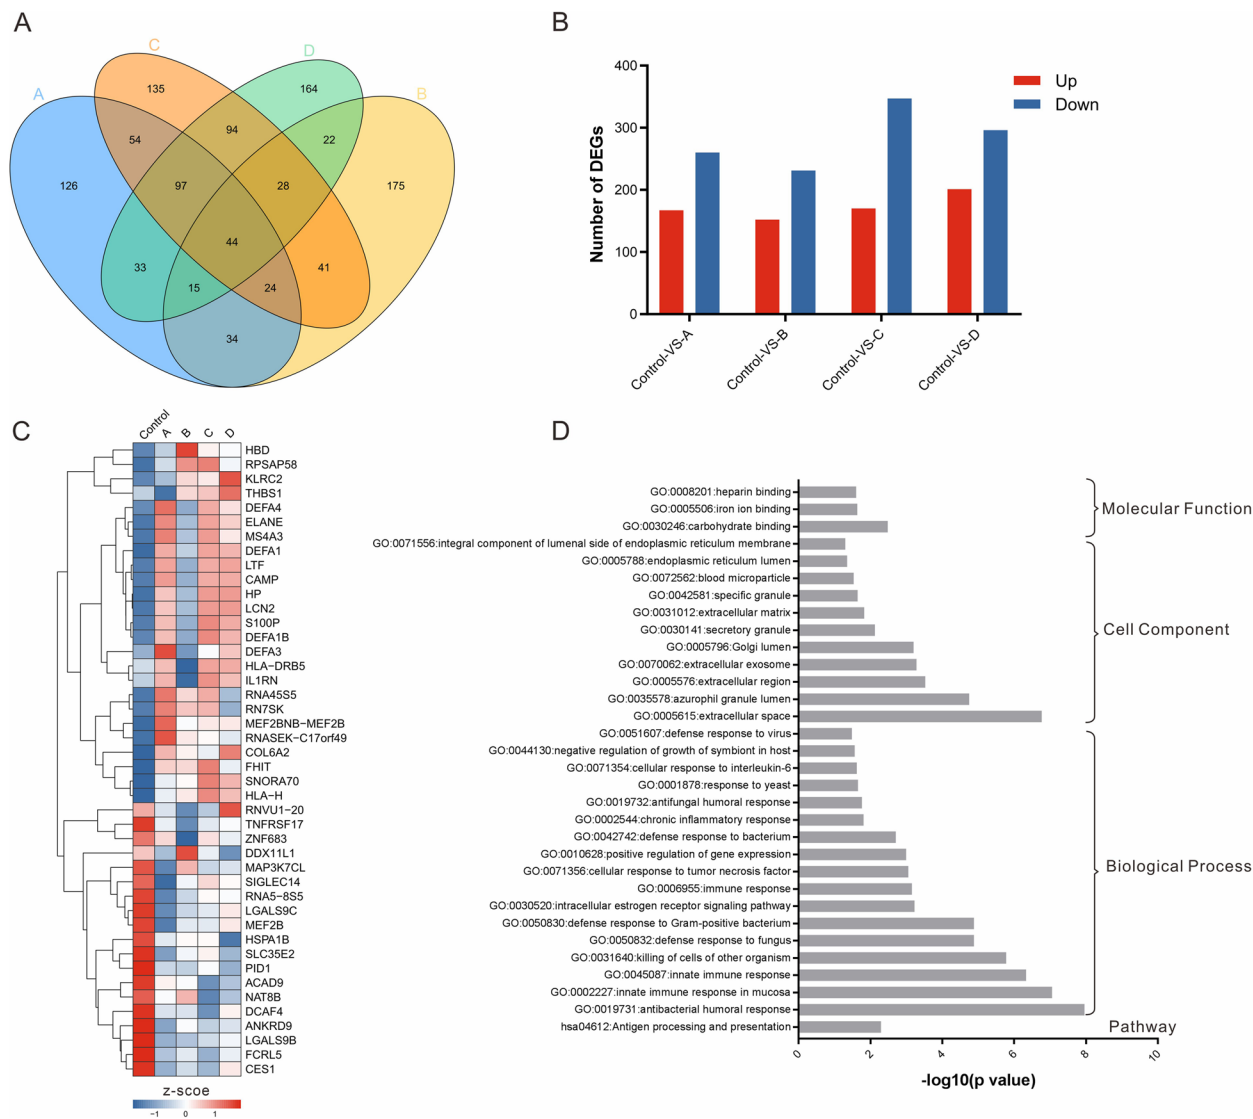 A
C
D
A
B
135
164
54
94
22
126
97
28
175
44
33
41
15
24
34
B
400
300
200
100
0
Number of DEGs
Up
Down
Control-VS-A
Control-VS-B
Control-VS-C
Control-VS-D
C
Control
A
B
C
D
HBD
RPSAP58
KLRC2
THBS1
DEFA4
ELANE
MS4A3
DEFA1
LTF
CAMP
HP
LCN2
S100P
DEFA1B
DEFA3
HLA-DRB5
IL1RN
RNA45S5
RN7SK
MEF2BNB-MEF2B
RNASEK-C17orf49
COL6A2
FHIT
SNORA70
HLA-H
RNVU1-20
TNFRSF17
ZNF683
DDX11L1
MAP3K7CL
SIGLEC14
RNA5-8S5
LGALS9C
MEF2B
HSPA1B
SLC35E2
PID1
ACAD9
NAT8B
DCAF4
ANKRD9
LGALS9B
FCRL5
CES1
z-scoe
-1 0 1
D
GO:0008201:heparin binding
GO:0005506:iron ion binding
GO:0030246:carbohydrate binding
GO:0071556:integral component of lumenal side of endoplasmic reticulum membrane
GO:0005788:endoplasmic reticulum lumen
GO:0072562:blood microparticle
GO:0042581:specific granule
GO:0031012:extracellular matrix
GO:0030141:secretory granule
GO:0005796:Golgi lumen
GO:0070062:extracellular exosome
GO:0005576:extracellular region
GO:0035578:azurophil granule lumen
GO:0005615:extracellular space
GO:0051607:defense response to virus
GO:0044130:negative regulation of growth of symbiont in host
GO:0071354:cellular response to interleukin-6
GO:0001878:response to yeast
GO:0019732:antifungal humoral response
GO:0002544:chronic inflammatory response
GO:0042742:defense response to bacterium
GO:0010628:positive regulation of gene expression
GO:0071356:cellular response to tumor necrosis factor
GO:0006955:immune response
GO:0030520:intracellular estrogen receptor signaling pathway
GO:0050830:defense response to Gram-positive bacterium
GO:0050832:defense response to fungus
GO:0031640:killing of cells of other organism
GO:0045087:innate immune response
GO:0002227:innate immune response in mucosa
GO:0019731:antibacterial humoral response
hsa04612:Antigen processing and presentation
Molecular Function
Cell Component
Biological Process
Pathway
0 2 4 6 8 10
-log10(p value)